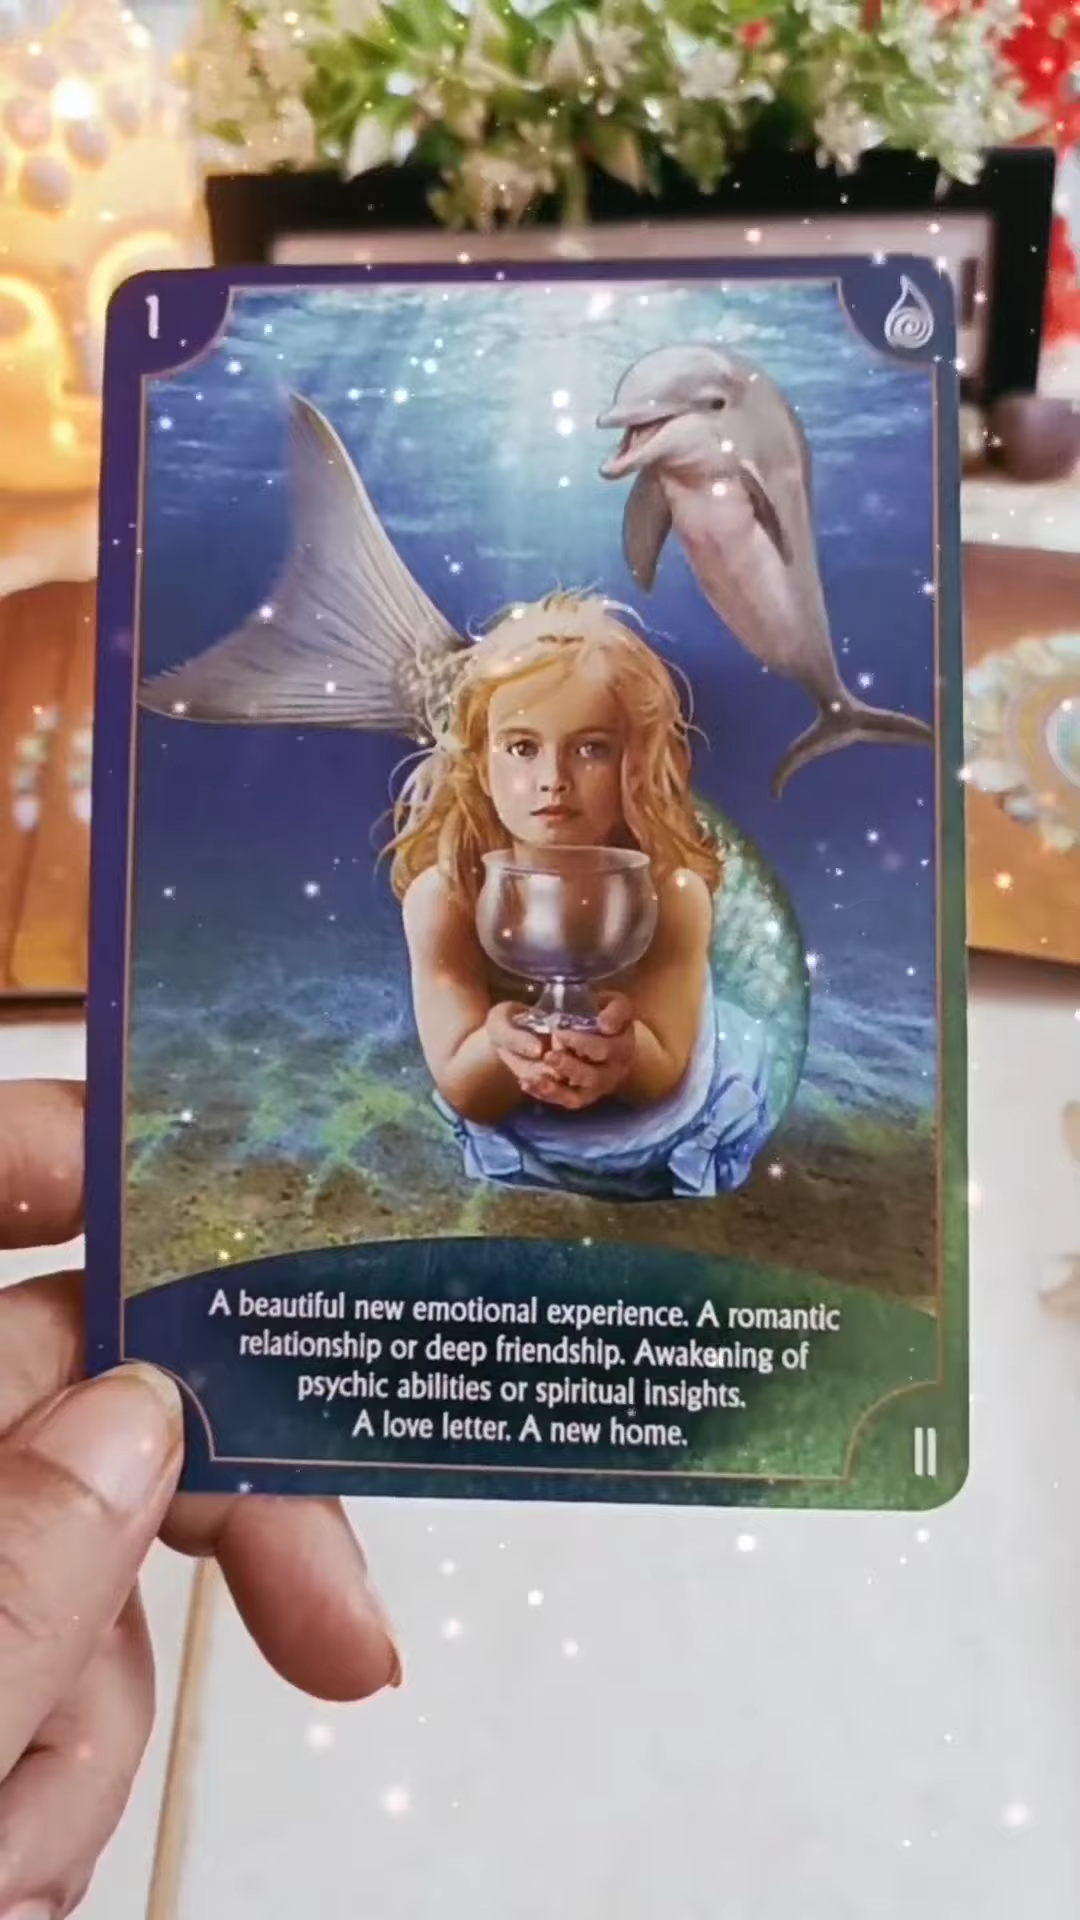 1
A beautiful new emotional experience. A romantic
relationship or deep friendship. Awakening of
psychic abilities or spiritual insights.
A love letter. A new home.
II